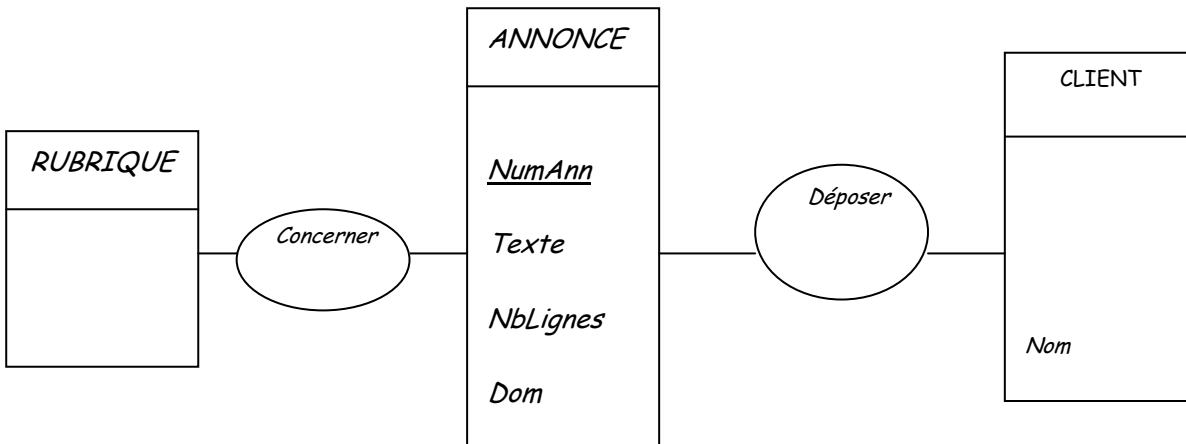 ANNONCE
CLIENT
RUBRIQUE
NumAnn
Déposer
Concerner
Texte
NbLignes
Nom
Dom